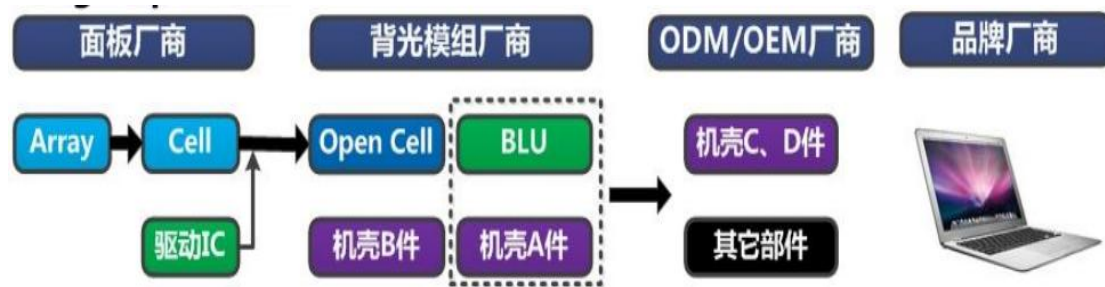 面板厂商
背光模组厂商
ODM/OEM厂商
品牌厂商
Array
Cell
Open Cell
BLU
机壳C、D件
驱动IC
机壳B件
机壳A件
其它部件